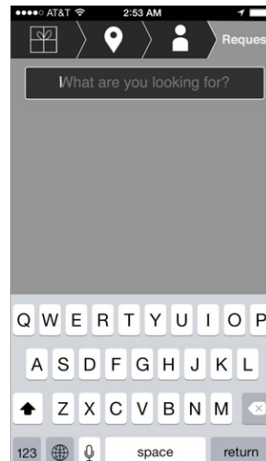 AT&T 2:53 AM
Reques
What are you looking for?
Q W E R T Y U I O P
A S D F G H J K L
Z X C V B N M
123 space return